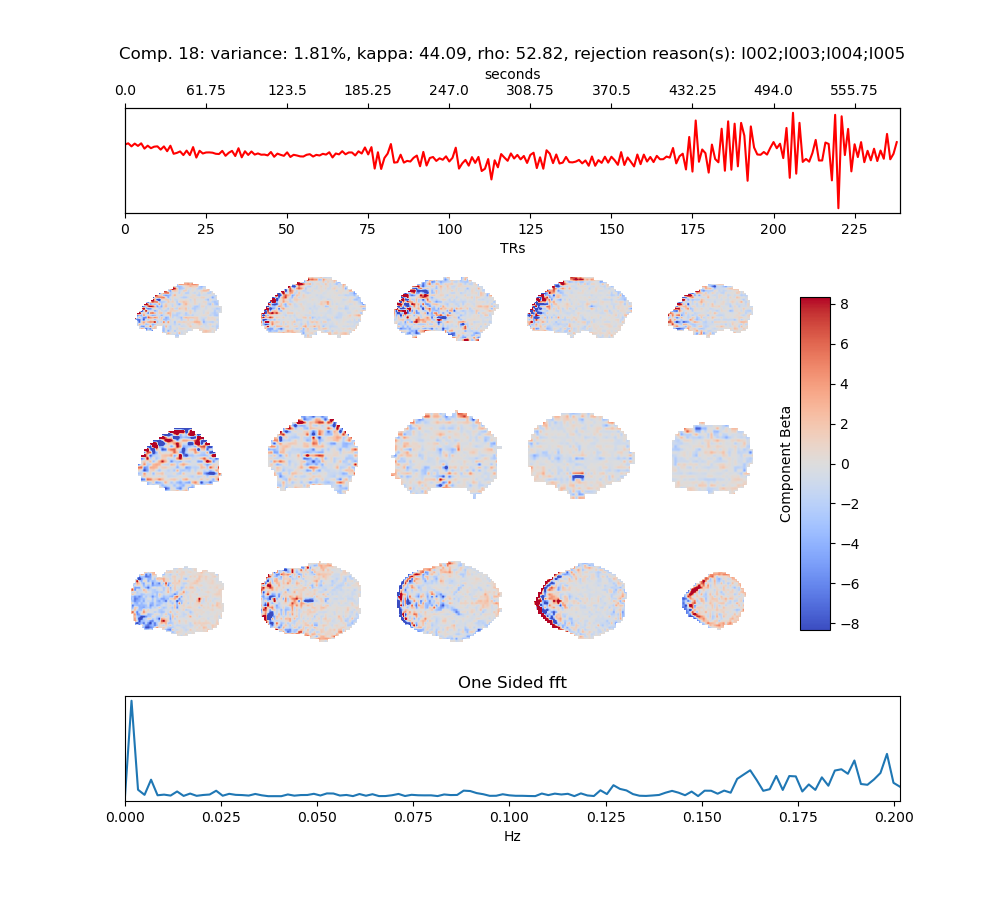 Comp. 18: variance: 1.81%, kappa: 44.09, rho: 52.82, rejection reason(s): I002;I003;I004;I005
seconds
0.0 61.75 123.5 185.25 247.0 308.75 370.5 432.25 494.0 555.75
0 25 50 75 100 125 150 175 200 225
TRs
8
6
4
2
0
−2
−4
−6
−8
Component Beta
One Sided fft
0.000 0.025 0.050 0.075 0.100 0.125 0.150 0.175 0.200
Hz